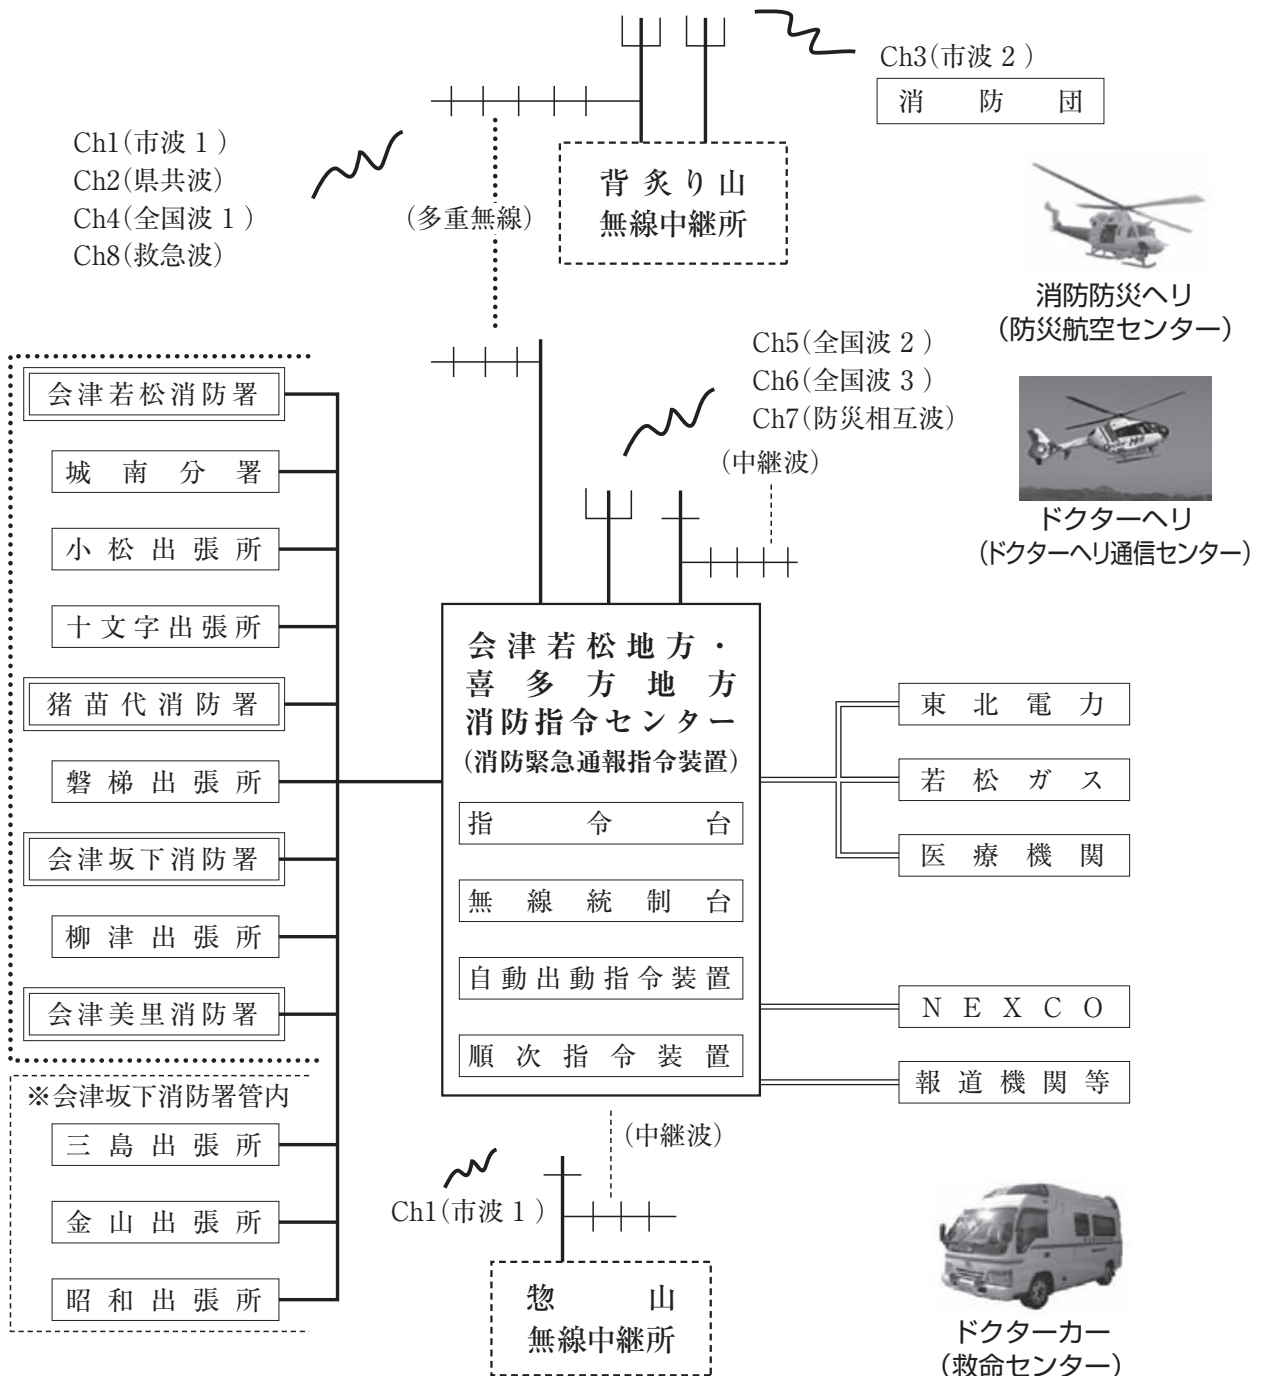 Ch3(市波 2)
消防団
Ch1(市波 1)
Ch2(県共波)
Ch4(全国波 1)
Ch8(救急波)
(多重無線)
背炙り山
無線中継所
消防防災ヘリ
(防災航空センター)
Ch5(全国波 2)
Ch6(全国波 3)
Ch7(防災相互波)
(中継波)
ドクターヘリ
(ドクターヘリ通信センター)
会津若松消防署
城南分署
小松出張所
十文字出張所
猪苗代消防署
磐梯出張所
会津坂下消防署
柳津出張所
会津美里消防署
※会津坂下消防署管内
三島出張所
金山出張所
昭和出張所
会津若松地方・
喜多方地方
消防指令センター
(消防緊急通報指令装置)
指令台
無線統制台
自動出動指令装置
順次指令装置
東北電力
若松ガス
医療機関
NEXCO
報道機関等
(中継波)
Ch1(市波 1)
惣山
無線中継所
ドクターカー
(救命センター)